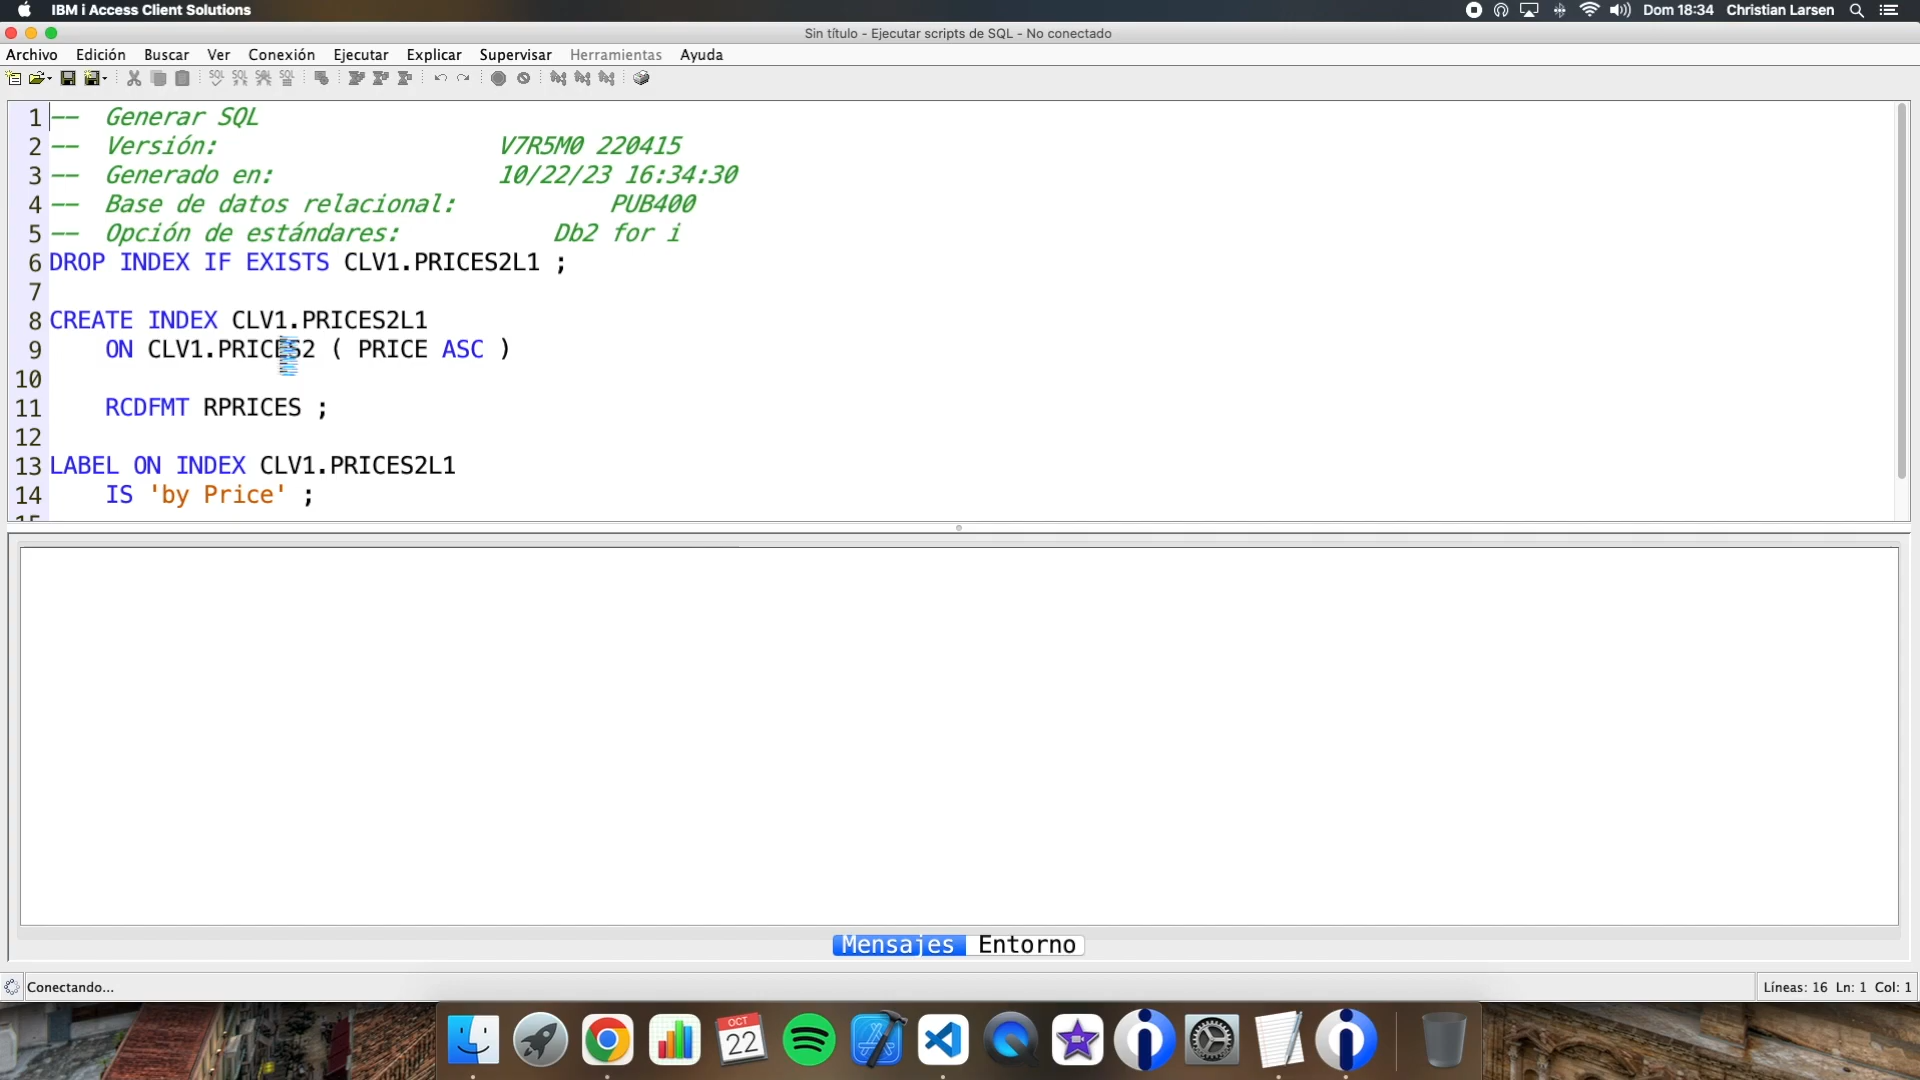 IBM i Access Client Solutions Dom 18:34 Christian Larsen
Sin título - Ejecutar scripts de SQL - No conectado
Archivo Edición Buscar Ver Conexión Ejecutar Explicar Supervisar Herramientas Ayuda
1 -- Generar SQL
2 -- Versión: V7R5M0 220415
3 -- Generado en: 10/22/23 16:34:30
4 -- Base de datos relacional: PUB400
5 -- Opción de estándares: Db2 for i
6 DROP INDEX IF EXISTS CLV1.PRICES2L1 ;
7
8 CREATE INDEX CLV1.PRICES2L1
9 ON CLV1.PRICES2 ( PRICE ASC )
10
11 RCDFMT RPRICES ;
12
13 LABEL ON INDEX CLV1.PRICES2L1
14 IS 'by Price' ;
Mensajes Entorno
Conectando... Líneas: 16 Ln: 1 Col: 1
OCT
22